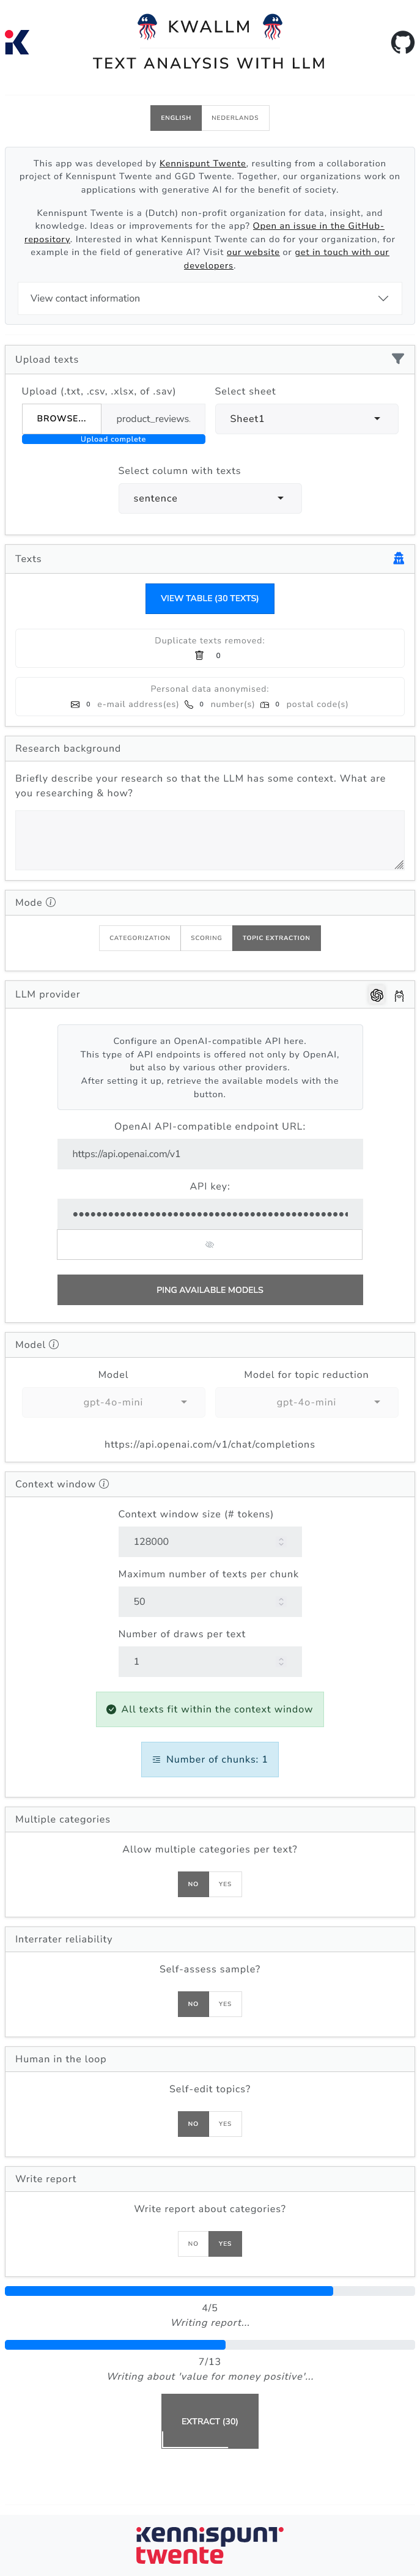 KWALLM
TEXT ANALYSIS WITH LLM
ENGLISH NEDERLANDS
This app was developed by Kennispunt Twente, resulting from a collaboration
project of Kennispunt Twente and GGD Twente. Together, our organizations work on
applications with generative AI for the benefit of society.
Kennispunt Twente is a (Dutch) non-profit organization for data, insight, and
knowledge. Ideas or improvements for the app? Open an issue in the GitHub-
repository. Interested in what Kennispunt Twente can do for your organization, for
example in the field of generative AI? Visit our website or get in touch with our
developers.
View contact information
Upload texts
Upload (.txt, .csv, .xlsx, of .sav) Select sheet
BROWSE... product_reviews. Sheet1
Upload complete
Select column with texts
sentence
Texts
VIEW TABLE (30 TEXTS)
Duplicate texts removed:
0
Personal data anonymised:
0 e-mail address(es) 0 number(s) 0 postal code(s)
Research background
Briefly describe your research so that the LLM has some context. What are
you researching & how?
Mode
CATEGORIZATION SCORING TOPIC EXTRACTION
LLM provider
Configure an OpenAI-compatible API here.
This type of API endpoints is offered not only by OpenAI,
but also by various other providers.
After setting it up, retrieve the available models with the
button.
OpenAI API-compatible endpoint URL:
https://api.openai.com/v1
API key:
PING AVAILABLE MODELS
Model
Model Model for topic reduction
gpt-4o-mini gpt-4o-mini
https://api.openai.com/v1/chat/completions
Context window
Context window size (# tokens)
128000
Maximum number of texts per chunk
50
Number of draws per text
1
All texts fit within the context window
Number of chunks: 1
Multiple categories
Allow multiple categories per text?
NO YES
Interrater reliability
Self-assess sample?
NO YES
Human in the loop
Self-edit topics?
NO YES
Write report
Write report about categories?
NO YES
4/5
Writing report...
7/13
Writing about 'value for money positive'...
EXTRACT (30)
kennispunt
twente